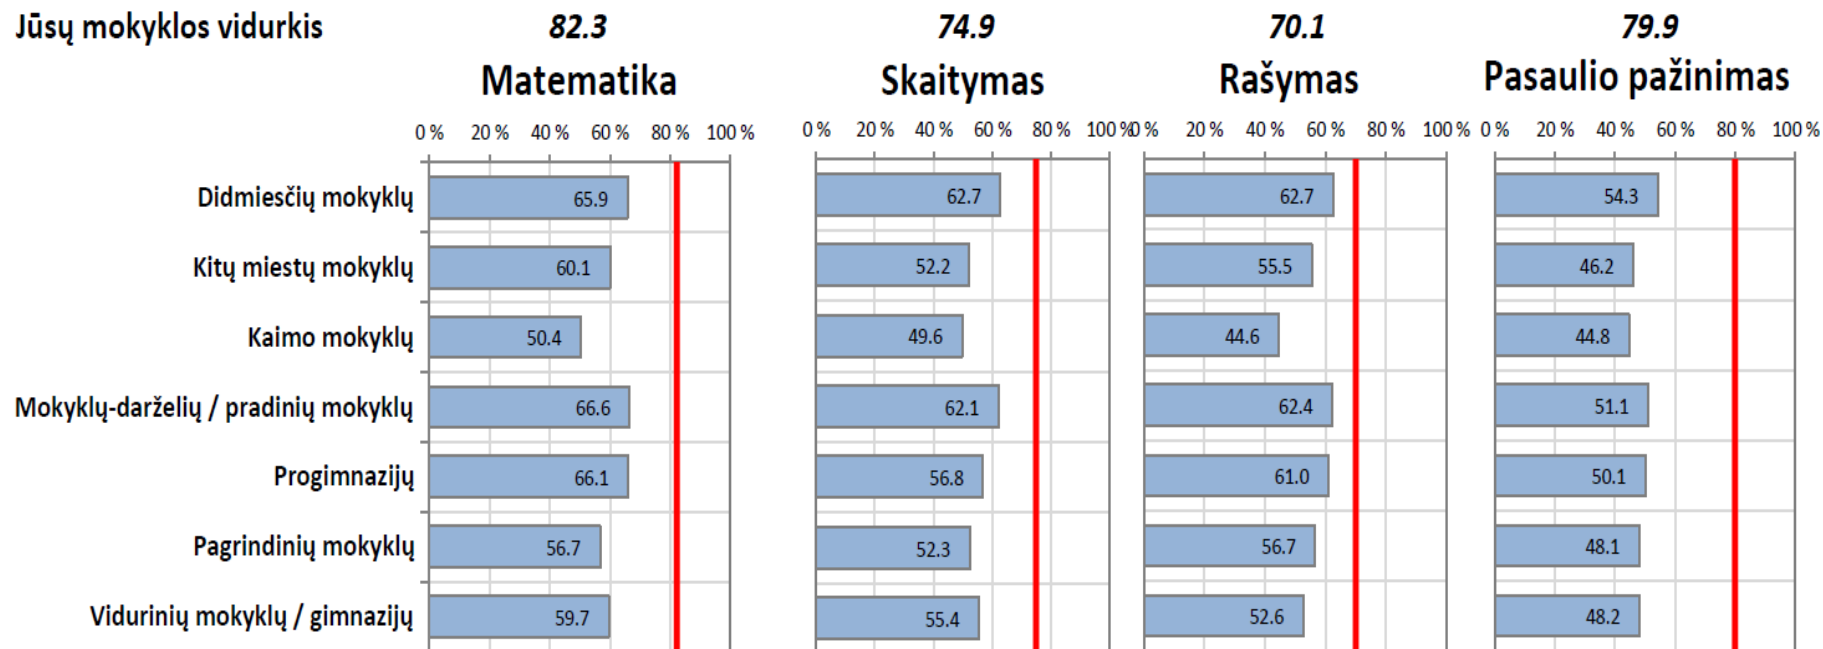 Jūsų mokyklos vidurkis 82.3 74.9 70.1 79.9
Matematika Skaitymas Rašymas Pasaulio pažinimas
0 % 20 % 40 % 60 % 80 % 100 % 0 % 20 % 40 % 60 % 80 % 100 % 0 % 20 % 40 % 60 % 80 % 100 % 0 % 20 % 40 % 60 % 80 % 100 %
Didmiesčių mokyklų 65.9 62.7 62.7 54.3
Kitų miestų mokyklų 60.1 52.2 55.5 46.2
Kaimo mokyklų 50.4 49.6 44.6 44.8
Mokyklų-darželių / pradinių mokyklų 66.6 62.1 62.4 51.1
Progimnazijų 66.1 56.8 61.0 50.1
Pagrindinių mokyklų 56.7 52.3 56.7 48.1
Vidurinių mokyklų / gimnazijų 59.7 55.4 52.6 48.2